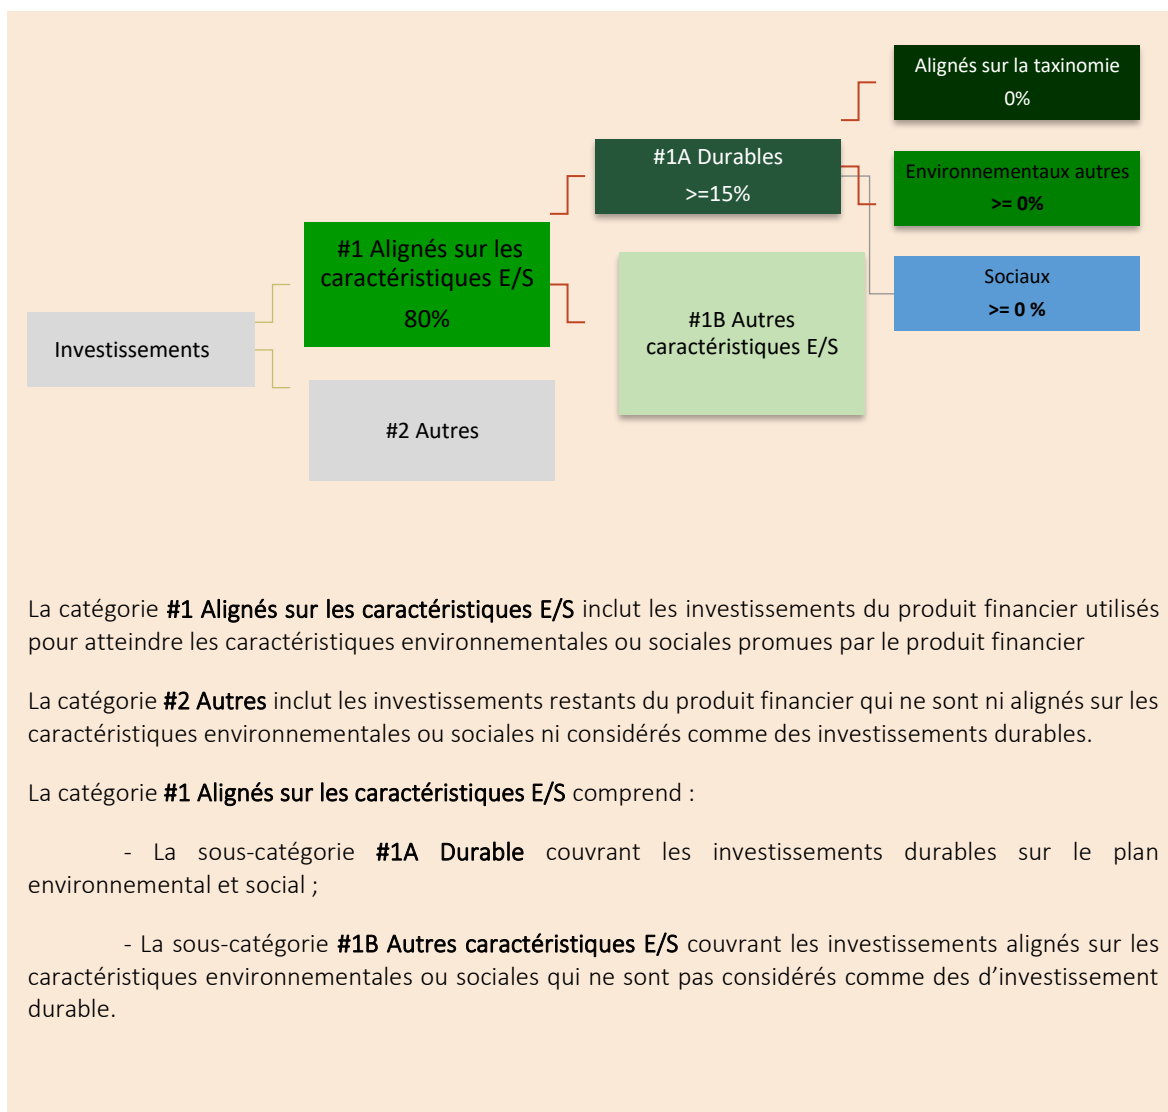 Alignés sur la taxinomie
0%
#1A Durables
>=15%
Environnementaux autres
>= 0%
#1 Alignés sur les
caractéristiques E/S
80%
Sociaux
>= 0 %
#1B Autres
caractéristiques E/S
Investissements
#2 Autres
La catégorie #1 Alignés sur les caractéristiques E/S inclut les investissements du produit financier utilisés
pour atteindre les caractéristiques environnementales ou sociales promues par le produit financier
La catégorie #2 Autres inclut les investissements restants du produit financier qui ne sont ni alignés sur les
caractéristiques environnementales ou sociales ni considérés comme des investissements durables.
La catégorie #1 Alignés sur les caractéristiques E/S comprend :
- La sous-catégorie #1A Durable couvrant les investissements durables sur le plan
environnemental et social ;
- La sous-catégorie #1B Autres caractéristiques E/S couvrant les investissements alignés sur les
caractéristiques environnementales ou sociales qui ne sont pas considérés comme des d’investissement
durable.